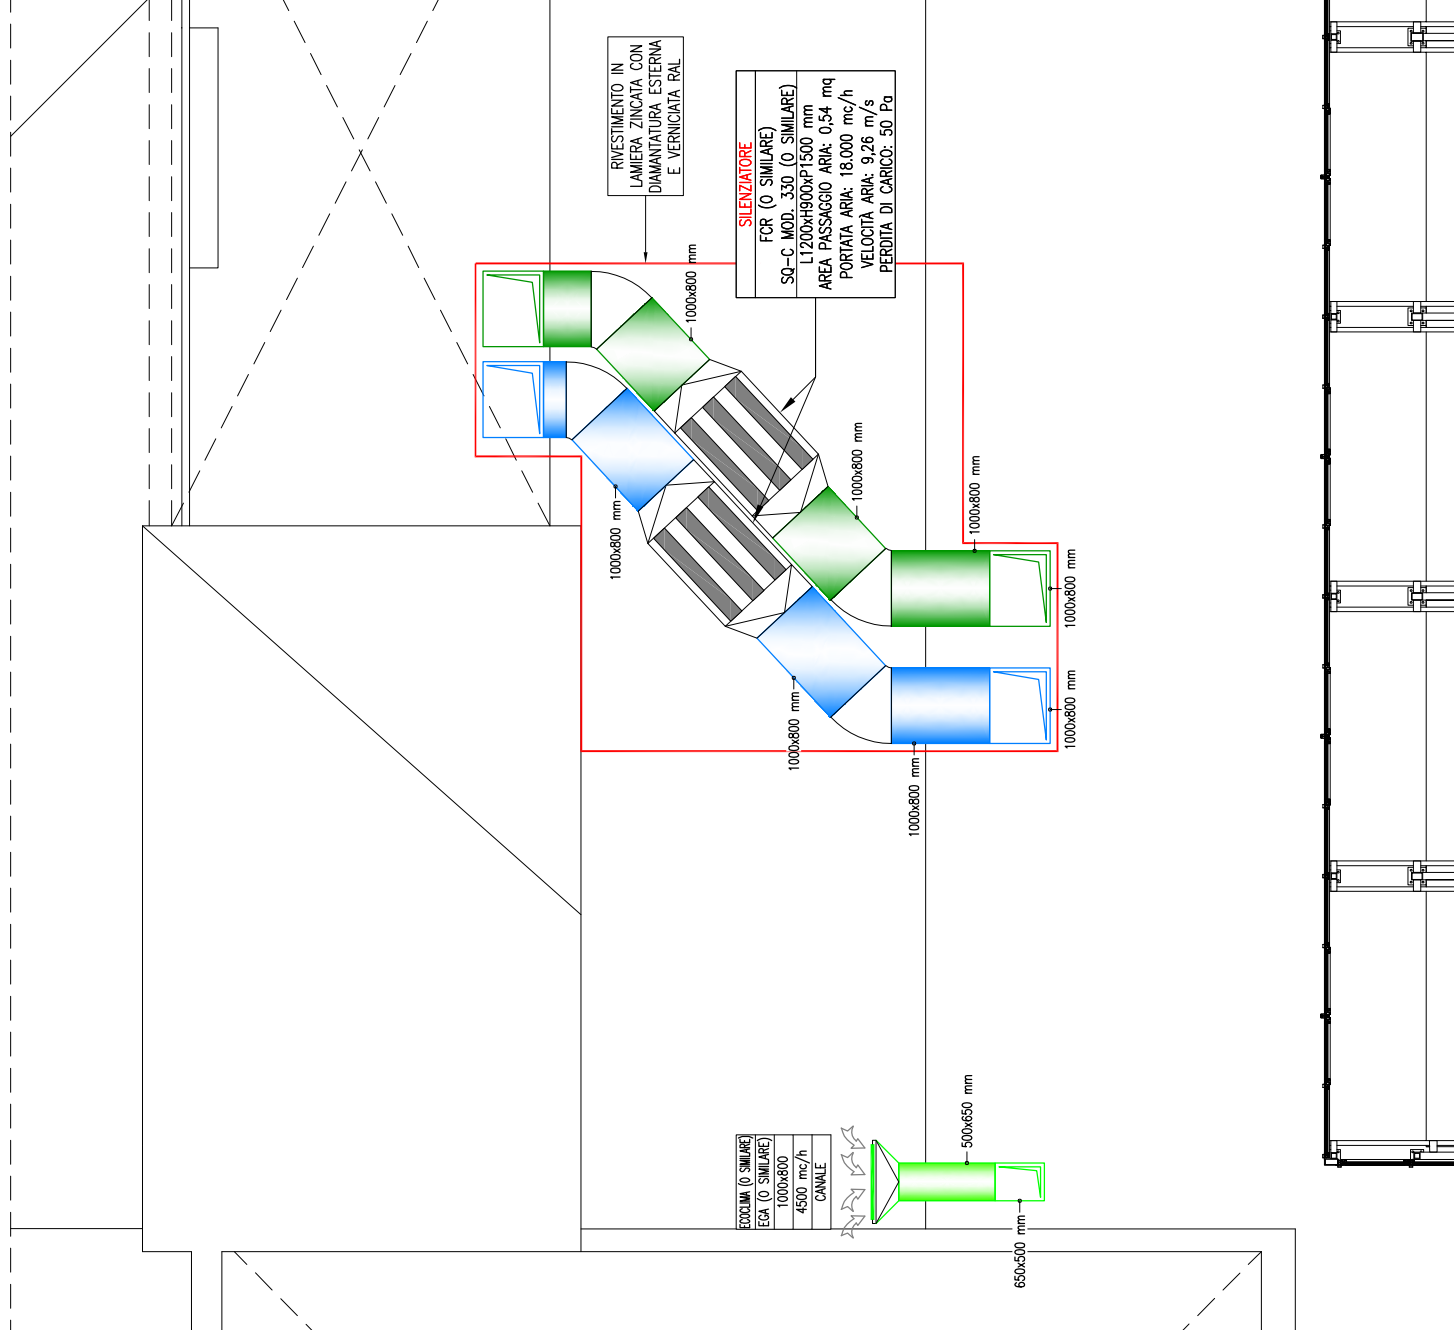 RIVESTIMENTO IN
LAMIERA ZINCATA CON
DIAMANTATURA ESTERNA
E VERNICIATA RAL
SILENZIATORE
FCR (O SIMILARE)
SQ-C MOD. 330 (O SIMILARE)
L1200xH900xP1500 mm
AREA PASSAGGIO ARIA: 0,54 mq
PORTATA ARIA: 18.000 mc/h
VELOCITÀ ARIA: 9,26 m/s
PERDITA DI CARICO: 50 Pa
1000x800 mm
1000x800 mm
1000x800 mm
1000x800 mm
1000x800 mm
1000x800 mm
1000x800 mm
1000x800 mm
ECOCLIMA (O SIMILARE)
EGA (O SIMILARE)
1000x800
4500 mc/h
CANALE
500x650 mm
650x500 mm